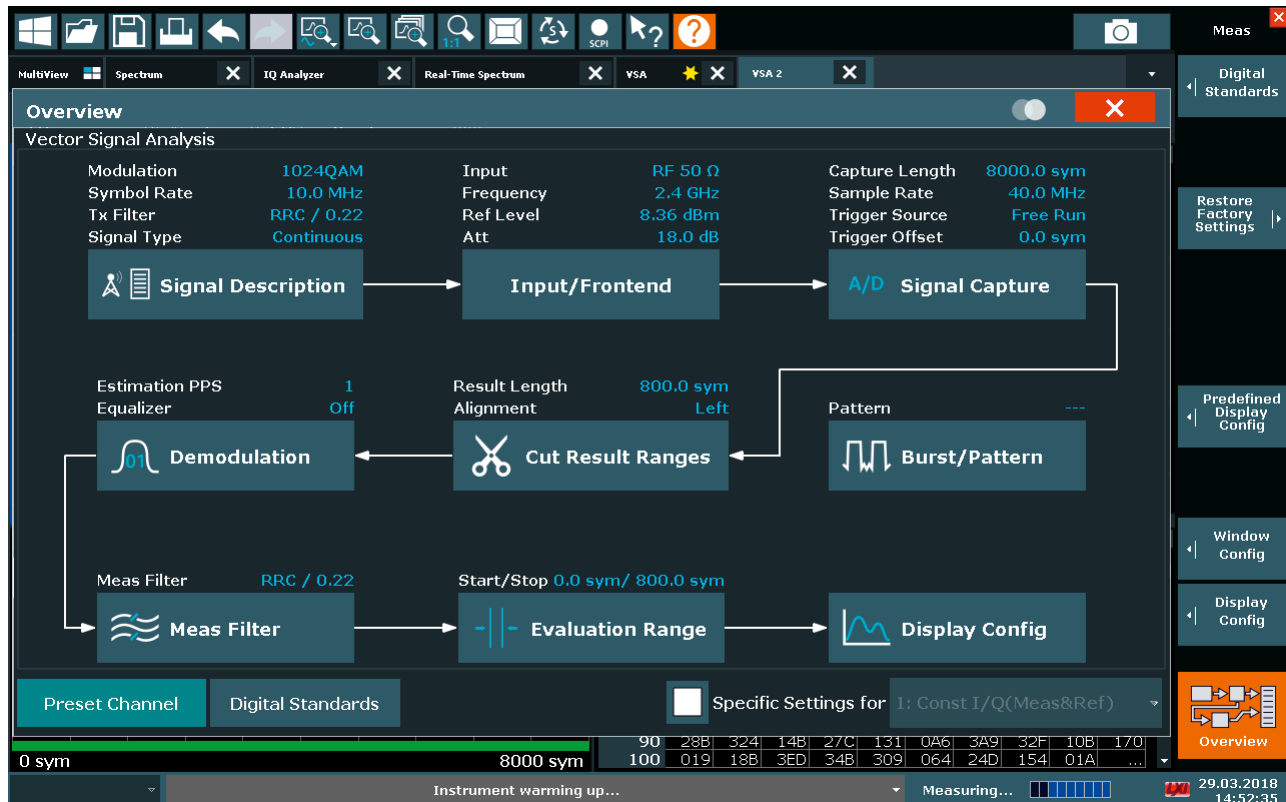 1:1
SCPI
Meas
MultiView Spectrum IQ Analyzer Real-Time Spectrum VSA VSA 2
Digital
Standards
Overview
Vector Signal Analysis
Modulation 1024QAM
Symbol Rate 10.0 MHz
Tx Filter RRC / 0.22
Signal Type Continuous
Signal Description
Input RF 50 Ω
Frequency 2.4 GHz
Ref Level 8.36 dBm
Att 18.0 dB
Input/Frontend
Capture Length 8000.0 sym
Sample Rate 40.0 MHz
Trigger Source Free Run
Trigger Offset 0.0 sym
A/D Signal Capture
Restore
Factory
Settings
Estimation PPS 1
Equalizer Off
01 Demodulation
Result Length 800.0 sym
Alignment Left
Cut Result Ranges
Pattern ---
Burst/Pattern
Predefined
Display
Config
Window
Config
Meas Filter RRC / 0.22
Meas Filter
Start/Stop 0.0 sym/ 800.0 sym
Evaluation Range
Display Config
Display
Config
Preset Channel Digital Standards Specific Settings for 1: Const I/Q(Meas&Ref)
Overview
90 28B 324 14B 27C 131 0A6 3A9 32F 10B 170
0 sym 8000 sym 100 019 18B 3ED 34B 309 064 24D 154 01A ...
Instrument warming up... Measuring... LXI 29.03.2018
14:52:35